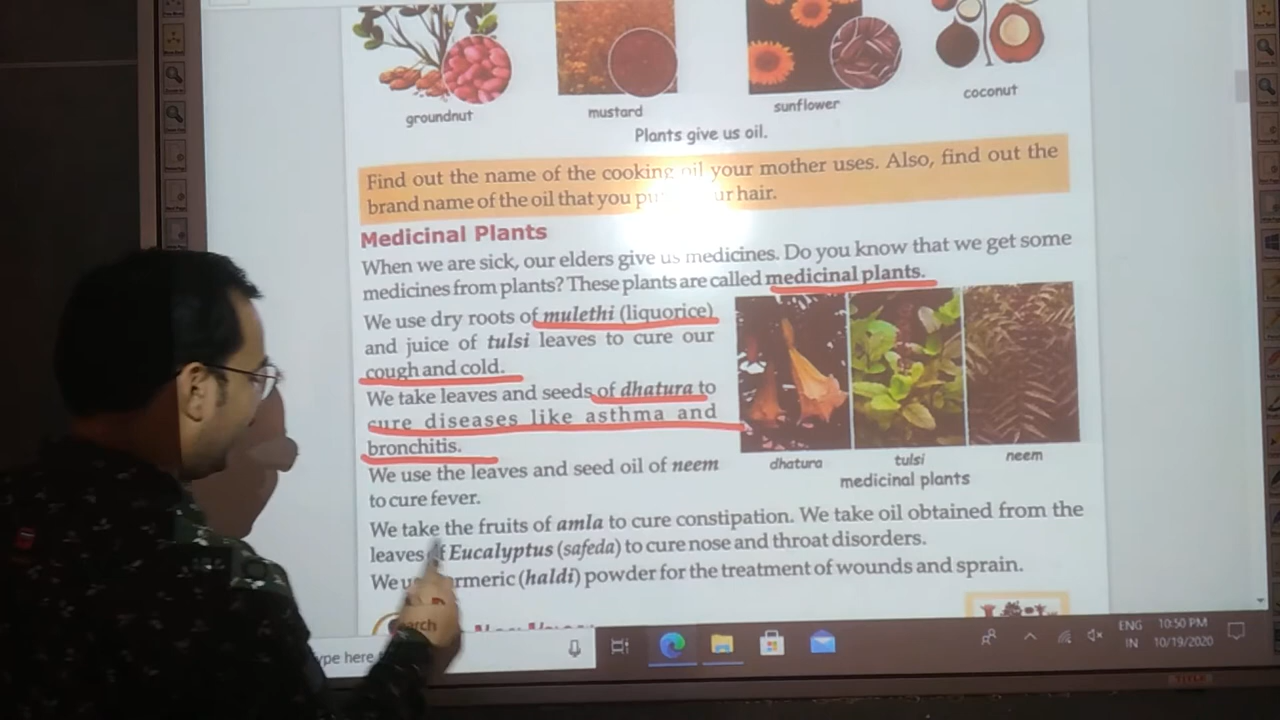 groundnut
mustard
sunflower
coconut
Plants give us oil.
Find out the name of the cooking oil your mother uses. Also, find out the
brand name of the oil that you ur hair.
Medicinal Plants
When we are sick, our elders give us medicines. Do you know that we get some
medicines from plants? These plants are called medicinal plants.
We use dry roots of mulethi (liquorice)
and juice of tulsi leaves to cure our
cough and cold.
We take leaves and seeds of dhatura to
cure diseases like asthma and
bronchitis.
We use the leaves and seed oil of neem
to cure fever.
dhatura
tulsi
neem
medicinal plants
We take the fruits of amla to cure constipation. We take oil obtained from the
leaves of Eucalyptus (safeda) to cure nose and throat disorders.
We rmeric (haldi) powder for the treatment of wounds and sprain.
arch
ype here
ENG
IN
10:50 PM
10/19/2020